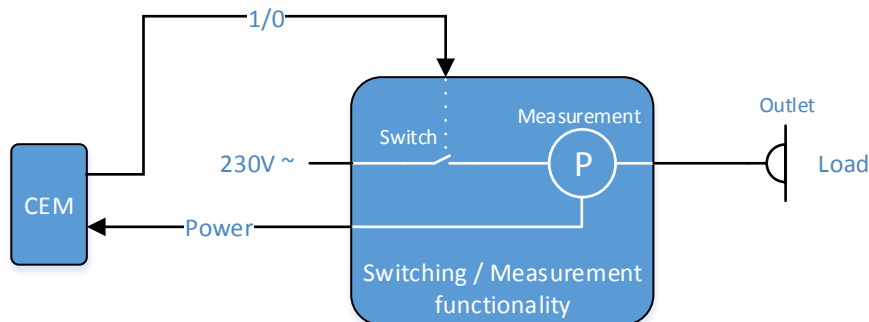 1/0
Outlet
Measurement
Switch
230V ~
P
Load
CEM
Power
Switching / Measurement
functionality